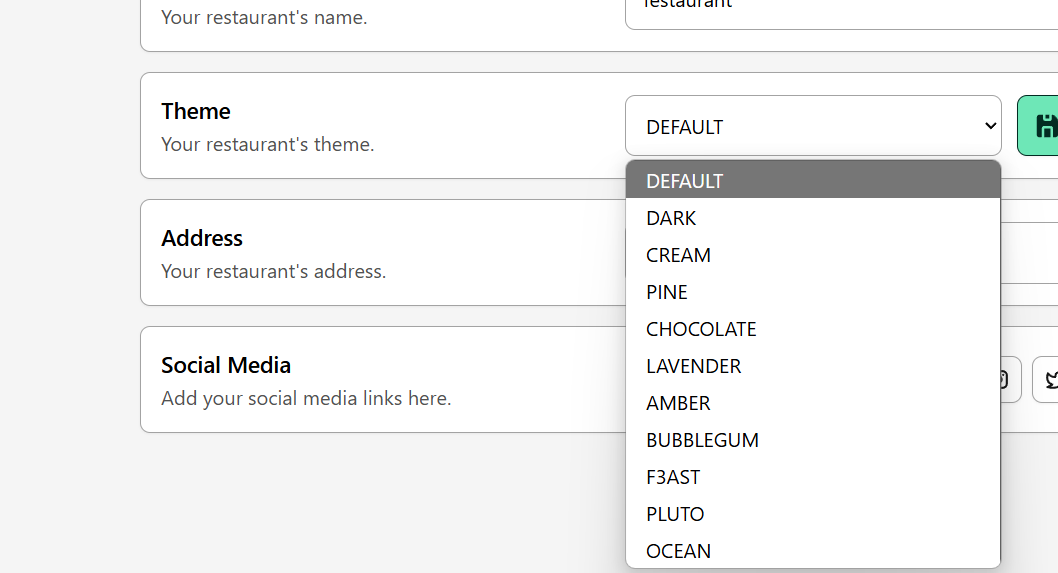 restaurant
Your restaurant's name.
Theme
Your restaurant's theme.
DEFAULT
DEFAULT
DARK
CREAM
PINE
CHOCOLATE
LAVENDER
AMBER
BUBBLEGUM
F3AST
PLUTO
OCEAN
Address
Your restaurant's address.
Social Media
Add your social media links here.